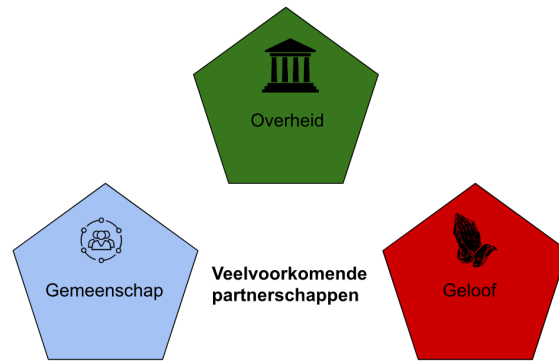 Overheid
Gemeenschap
Veelvoorkomende
partnerschappen
Geloof